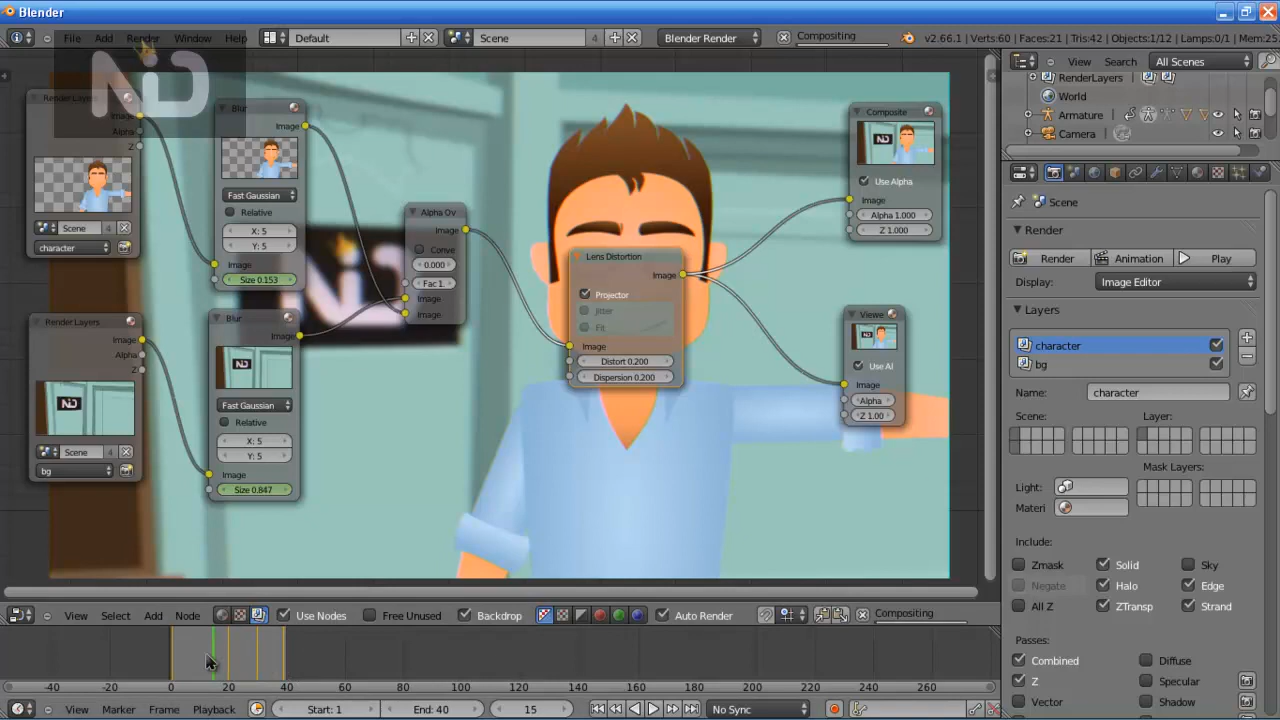 Blender
File Add Render Window Help Default Scene 4 Blender Render Compositing v2.66.1 | Verts:60 | Faces:21 | Tris:42 | Objects:1/12 | Lamps:0/1 | Mem:25
View Search All Scenes
RenderLayers
World
Armature
Camera
Scene
Render
Render Animation Play
Display: Image Editor
Layers
character
bg
Name: character
Scene: Layer:
Mask Layers:
Light:
Materi
Include:
Zmask Solid Sky
Negate Halo Edge
All Z ZTransp Strand
Passes:
Combined Diffuse
Z Specular
Vector Shadow
ND
Render Layers
Image
Alpha
Z
Scene 4
character
Blur
Image
Fast Gaussian
Relative
X: 5
Y: 5
Image
Size 0.153
Render Layers
Image
Alpha
Z
Scene 4
bg
Blur
Image
Fast Gaussian
Relative
X: 5
Y: 5
Image
Size 0.847
Alpha Ov
Image
Conve
0.000
Fac 1.
Image
Image
Lens Distortion
Image
Projector
Jitter
Fit
Image
Distort 0.200
Dispersion 0.200
Composite
Use Alpha
Image
Alpha 1.000
Z 1.000
Viewe
Use Al
Image
Alpha
Z 1.00
View Select Add Node Use Nodes Free Unused Backdrop Auto Render Compositing
-40 -20 0 20 40 60 80 100 120 140 160 180 200 220 240 260
View Marker Frame Playback Start: 1 End: 40 15 No Sync